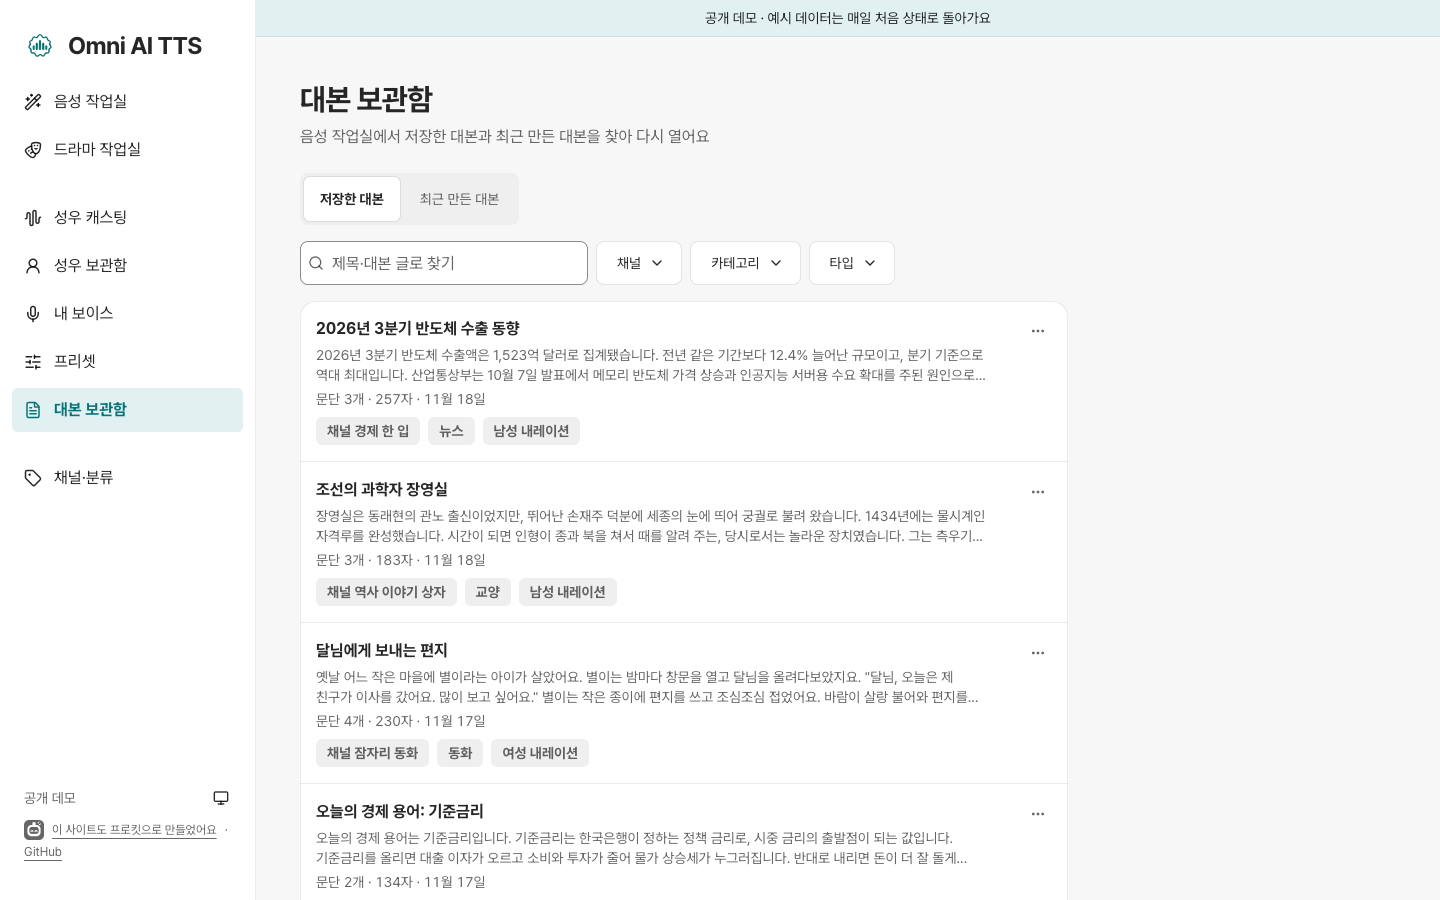 Omni AI TTS
음성 작업실
드라마 작업실
성우 캐스팅
성우 보관함
내 보이스
프리셋
대본 보관함
채널·분류
공개 데모
이 사이트도 프로킷으로 만들었어요 ·
GitHub
공개 데모 · 예시 데이터는 매일 처음 상태로 돌아가요
대본 보관함
음성 작업실에서 저장한 대본과 최근 만든 대본을 찾아 다시 열어요
저장한 대본 최근 만든 대본
제목·대본 글로 찾기 채널 카테고리 타입
2026년 3분기 반도체 수출 동향
2026년 3분기 반도체 수출액은 1,523억 달러로 집계됐습니다. 전년 같은 기간보다 12.4% 늘어난 규모이고, 분기 기준으로
역대 최대입니다. 산업통상부는 10월 7일 발표에서 메모리 반도체 가격 상승과 인공지능 서버용 수요 확대를 주된 원인으로…
문단 3개 · 257자 · 11월 18일
채널 경제 한 입 뉴스 남성 내레이션
조선의 과학자 장영실
장영실은 동래현의 관노 출신이었지만, 뛰어난 손재주 덕분에 세종의 눈에 띄어 궁궐로 불려 왔습니다. 1434년에는 물시계인
자격루를 완성했습니다. 시간이 되면 인형이 종과 북을 쳐서 때를 알려 주는, 당시로서는 놀라운 장치였습니다. 그는 측우기…
문단 3개 · 183자 · 11월 18일
채널 역사 이야기 상자 교양 남성 내레이션
달님에게 보내는 편지
옛날 어느 작은 마을에 별이라는 아이가 살았어요. 별이는 밤마다 창문을 열고 달님을 올려다보았지요. "달님, 오늘은 제
친구가 이사를 갔어요. 많이 보고 싶어요." 별이는 작은 종이에 편지를 쓰고 조심조심 접었어요. 바람이 살랑 불어와 편지를…
문단 4개 · 230자 · 11월 17일
채널 잠자리 동화 동화 여성 내레이션
오늘의 경제 용어: 기준금리
오늘의 경제 용어는 기준금리입니다. 기준금리는 한국은행이 정하는 정책 금리로, 시중 금리의 출발점이 되는 값입니다.
기준금리를 올리면 대출 이자가 오르고 소비와 투자가 줄어 물가 상승세가 누그러집니다. 반대로 내리면 돈이 더 잘 돌게…
문단 2개 · 134자 · 11월 17일